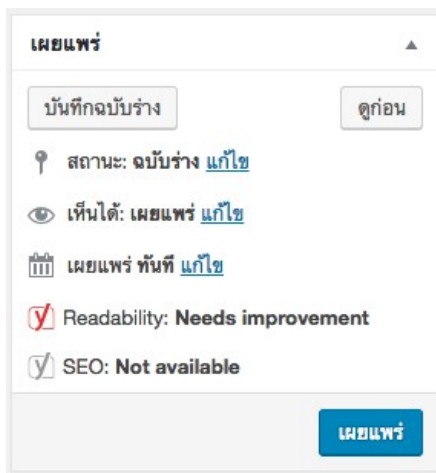 เผยแพร่
บันทึกฉบับร่าง ดูก่อน
สถานะ: ฉบับร่าง แก้ไข
เห็นได้: เผยแพร่ แก้ไข
เผยแพร่ ทันที แก้ไข
Readability: Needs improvement
SEO: Not available
เผยแพร่